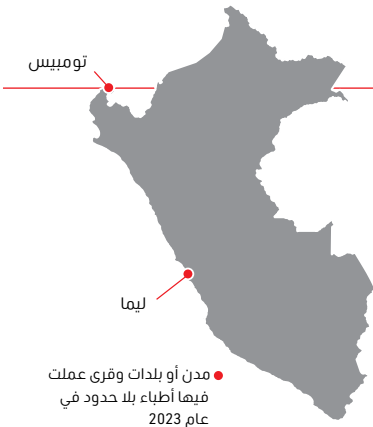 تومبيس
ليما
مدن أو بلدات وقرى عملت
فيها أطباء بلا حدود في
عام 2023